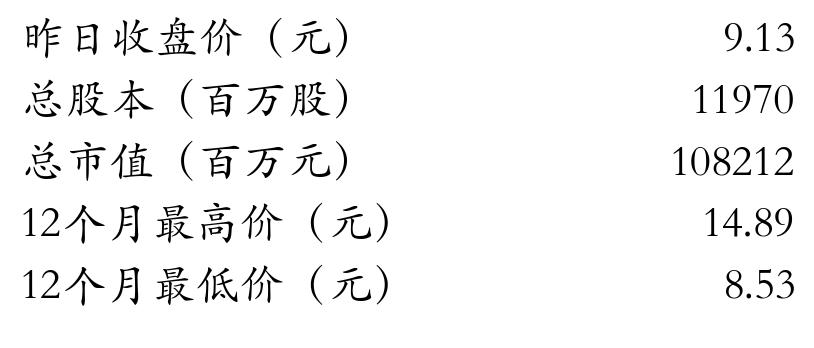 昨日收盘价（元） 9.13
总股本（百万股） 11970
总市值（百万元） 108212
12个月最高价（元） 14.89
12个月最低价（元） 8.53